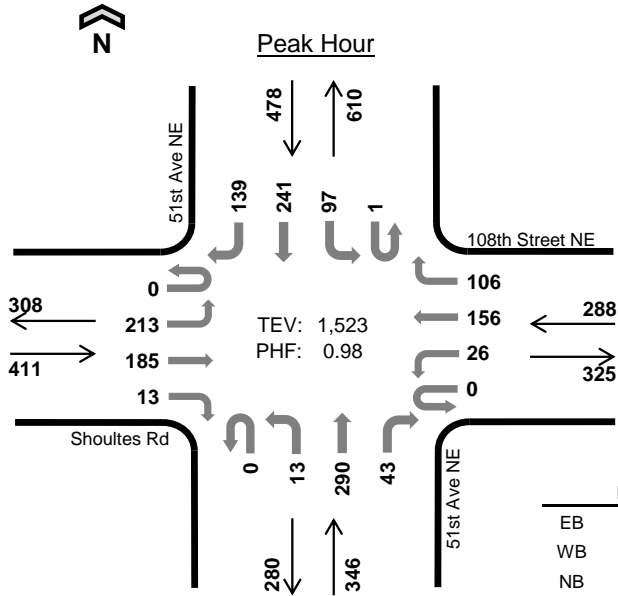 N
Peak Hour
478
610
51st Ave NE
139
241
97
1
108th Street NE
0
106
308
213
TEV: 1,523
156
288
411
185
PHF: 0.98
26
325
13
0
Shoultes Rd
0
13
290
43
51st Ave NE
280
346
EB
WB
NB